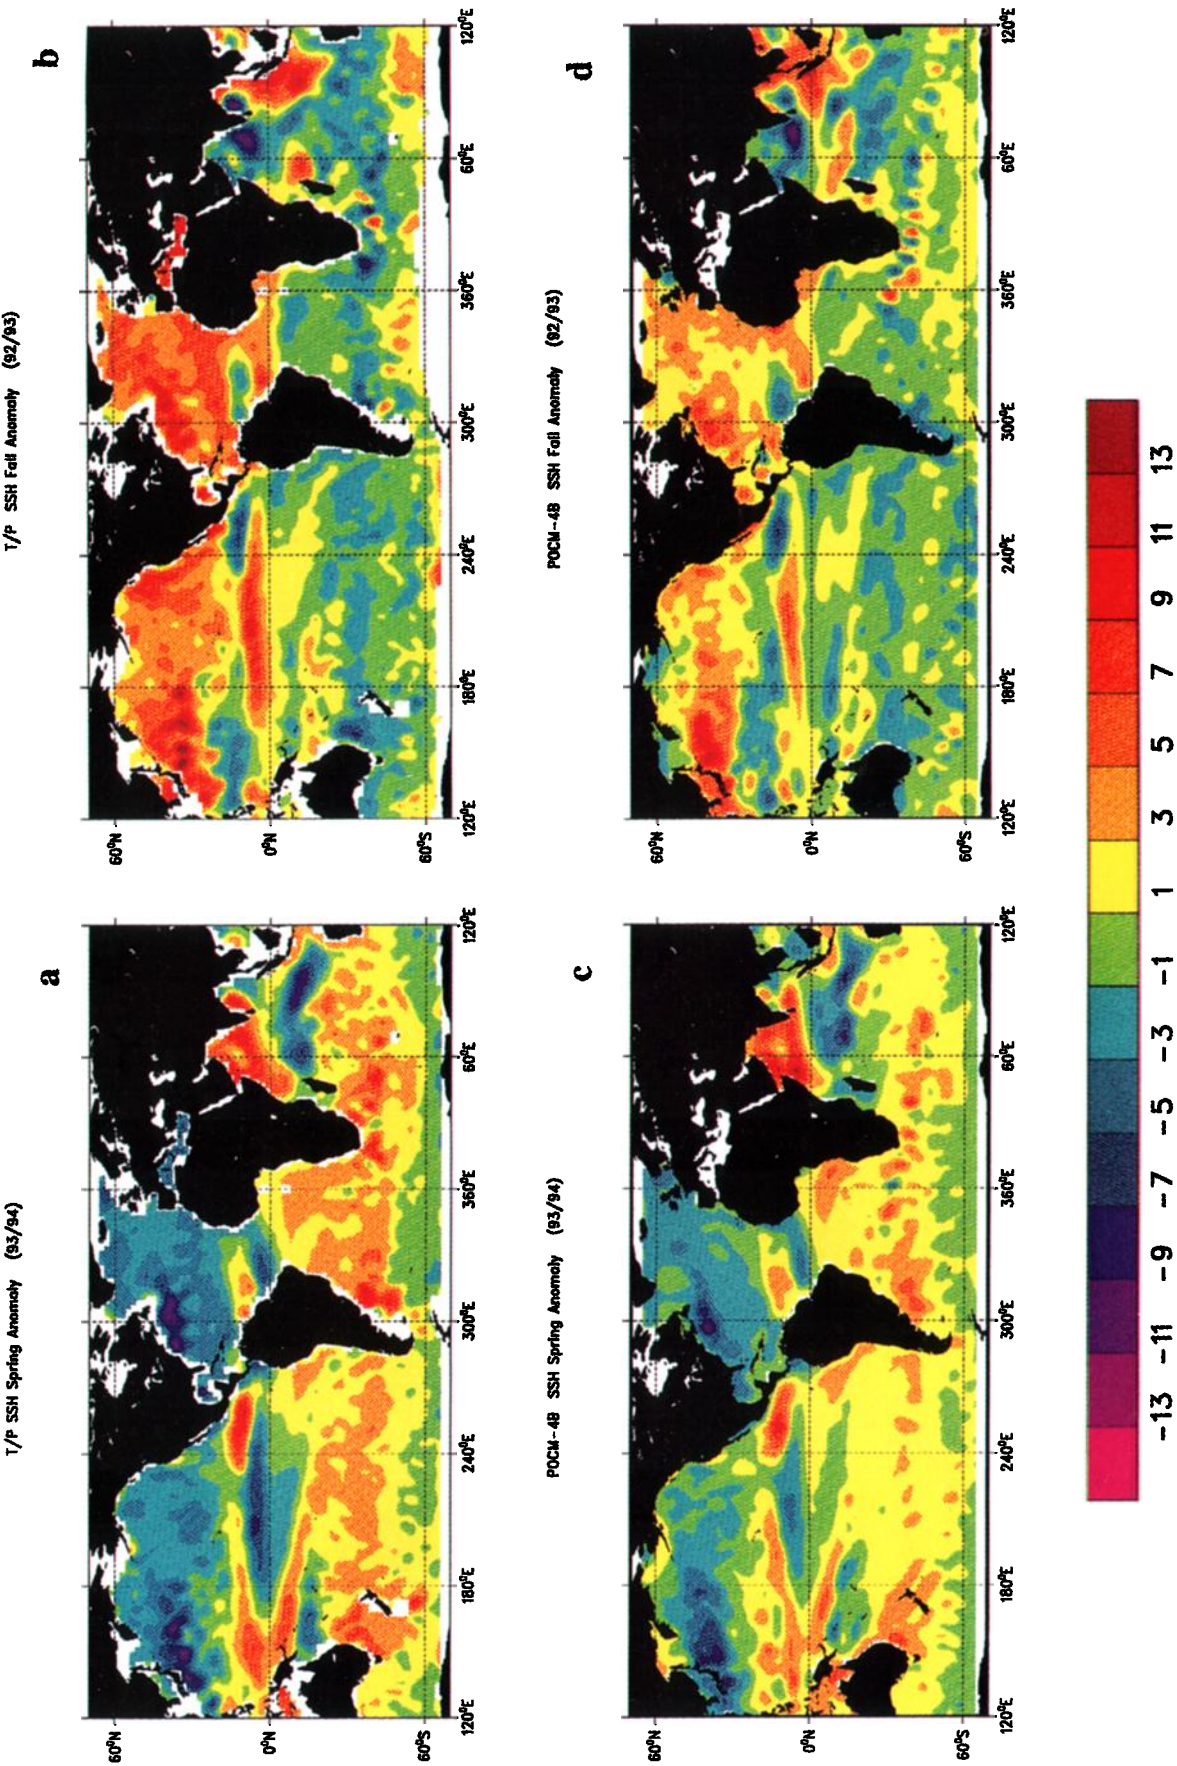 a
T/P SSH Spring Anomaly (93/94)
60°N
0°N
60°S
120°E
180°E
240°E
300°E
360°E
60°E
120°E
b
T/P SSH Fall Anomaly (92/93)
60°N
0°N
60°S
120°E
180°E
240°E
300°E
360°E
60°E
120°E
c
POCM-4B SSH Spring Anomaly (93/94)
60°N
0°N
60°S
120°E
180°E
240°E
300°E
360°E
60°E
120°E
d
POCM-4B SSH Fall Anomaly (92/93)
60°N
0°N
60°S
120°E
180°E
240°E
300°E
360°E
60°E
120°E
-13 -11 -9 -7 -5 -3 -1 1 3 5 7 9 11 13